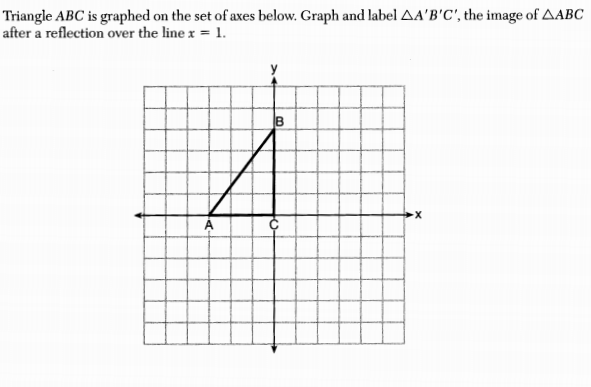 Triangle ABC is graphed on the set of axes below. Graph and label △A'B'C', the image of △ABC
after a reflection over the line x = 1.
y
B
x
A C